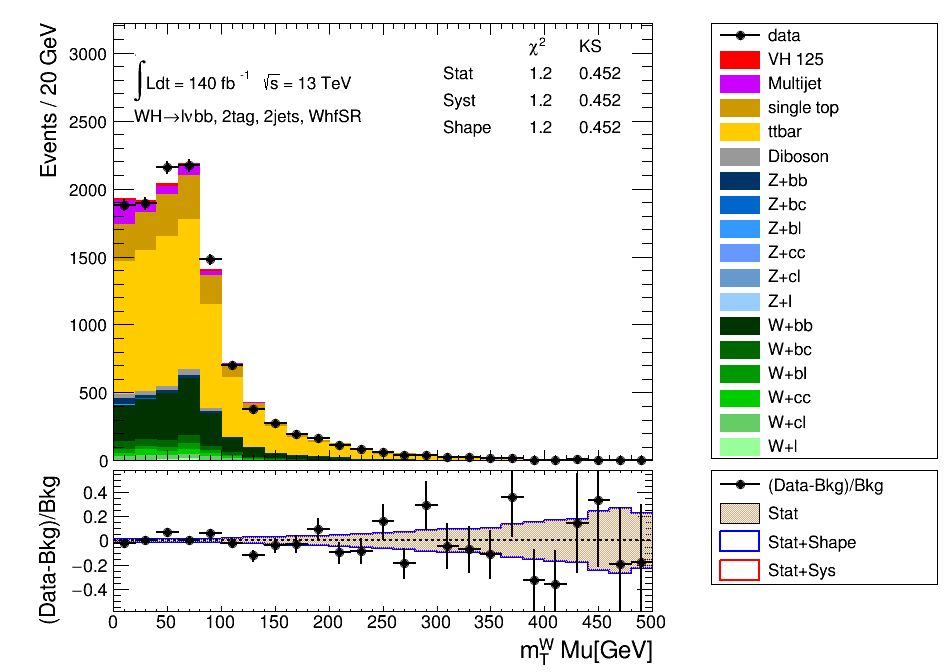 Events / 20 GeV
3000
2500
2000
1500
1000
500
0
∫Ldt = 140 fb⁻¹ √s = 13 TeV
WH→lνbb, 2tag, 2jets, WhfSR
χ² KS
Stat 1.2 0.452
Syst 1.2 0.452
Shape 1.2 0.452
data
VH 125
Multijet
single top
ttbar
Diboson
Z+bb
Z+bc
Z+bl
Z+cc
Z+cl
Z+l
W+bb
W+bc
W+bl
W+cc
W+cl
W+l
(Data-Bkg)/Bkg
0.4
0.2
0
−0.2
−0.4
0 50 100 150 200 250 300 350 400 450 500
m_T^W Mu[GeV]
(Data-Bkg)/Bkg
Stat
Stat+Shape
Stat+Sys